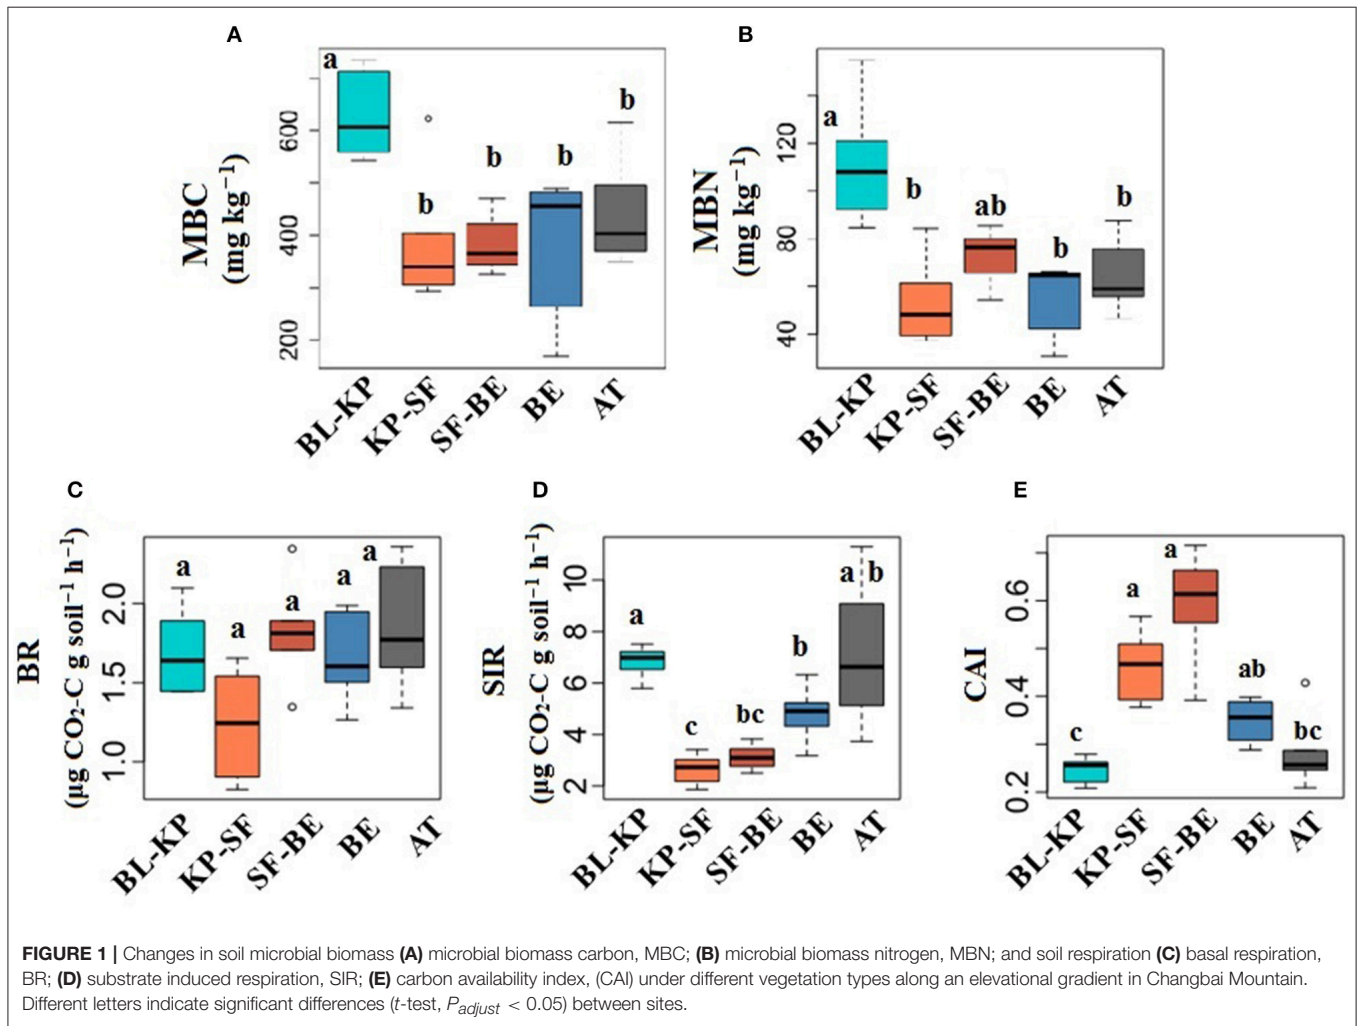 A
MBC
(mg kg⁻¹)
600
400
200
a
b
b
b
b
BL-KP
KP-SF
SF-BE
BE
AT
B
MBN
(mg kg⁻¹)
120
80
40
a
b
ab
b
b
BL-KP
KP-SF
SF-BE
BE
AT
C
BR
(µg CO₂-C g soil⁻¹ h⁻¹)
2.0
1.5
1.0
a
a
a
a
a
BL-KP
KP-SF
SF-BE
BE
AT
D
SIR
(µg CO₂-C g soil⁻¹ h⁻¹)
10
8
6
4
2
a
c
bc
b
a b
BL-KP
KP-SF
SF-BE
BE
AT
E
CAI
0.6
0.4
0.2
c
a
a
ab
bc
BL-KP
KP-SF
SF-BE
BE
AT
FIGURE 1 | Changes in soil microbial biomass (A) microbial biomass carbon, MBC; (B) microbial biomass nitrogen, MBN; and soil respiration (C) basal respiration,
BR; (D) substrate induced respiration, SIR; (E) carbon availability index, (CAI) under different vegetation types along an elevational gradient in Changbai Mountain.
Different letters indicate significant differences (t-test, P adjust < 0.05) between sites.